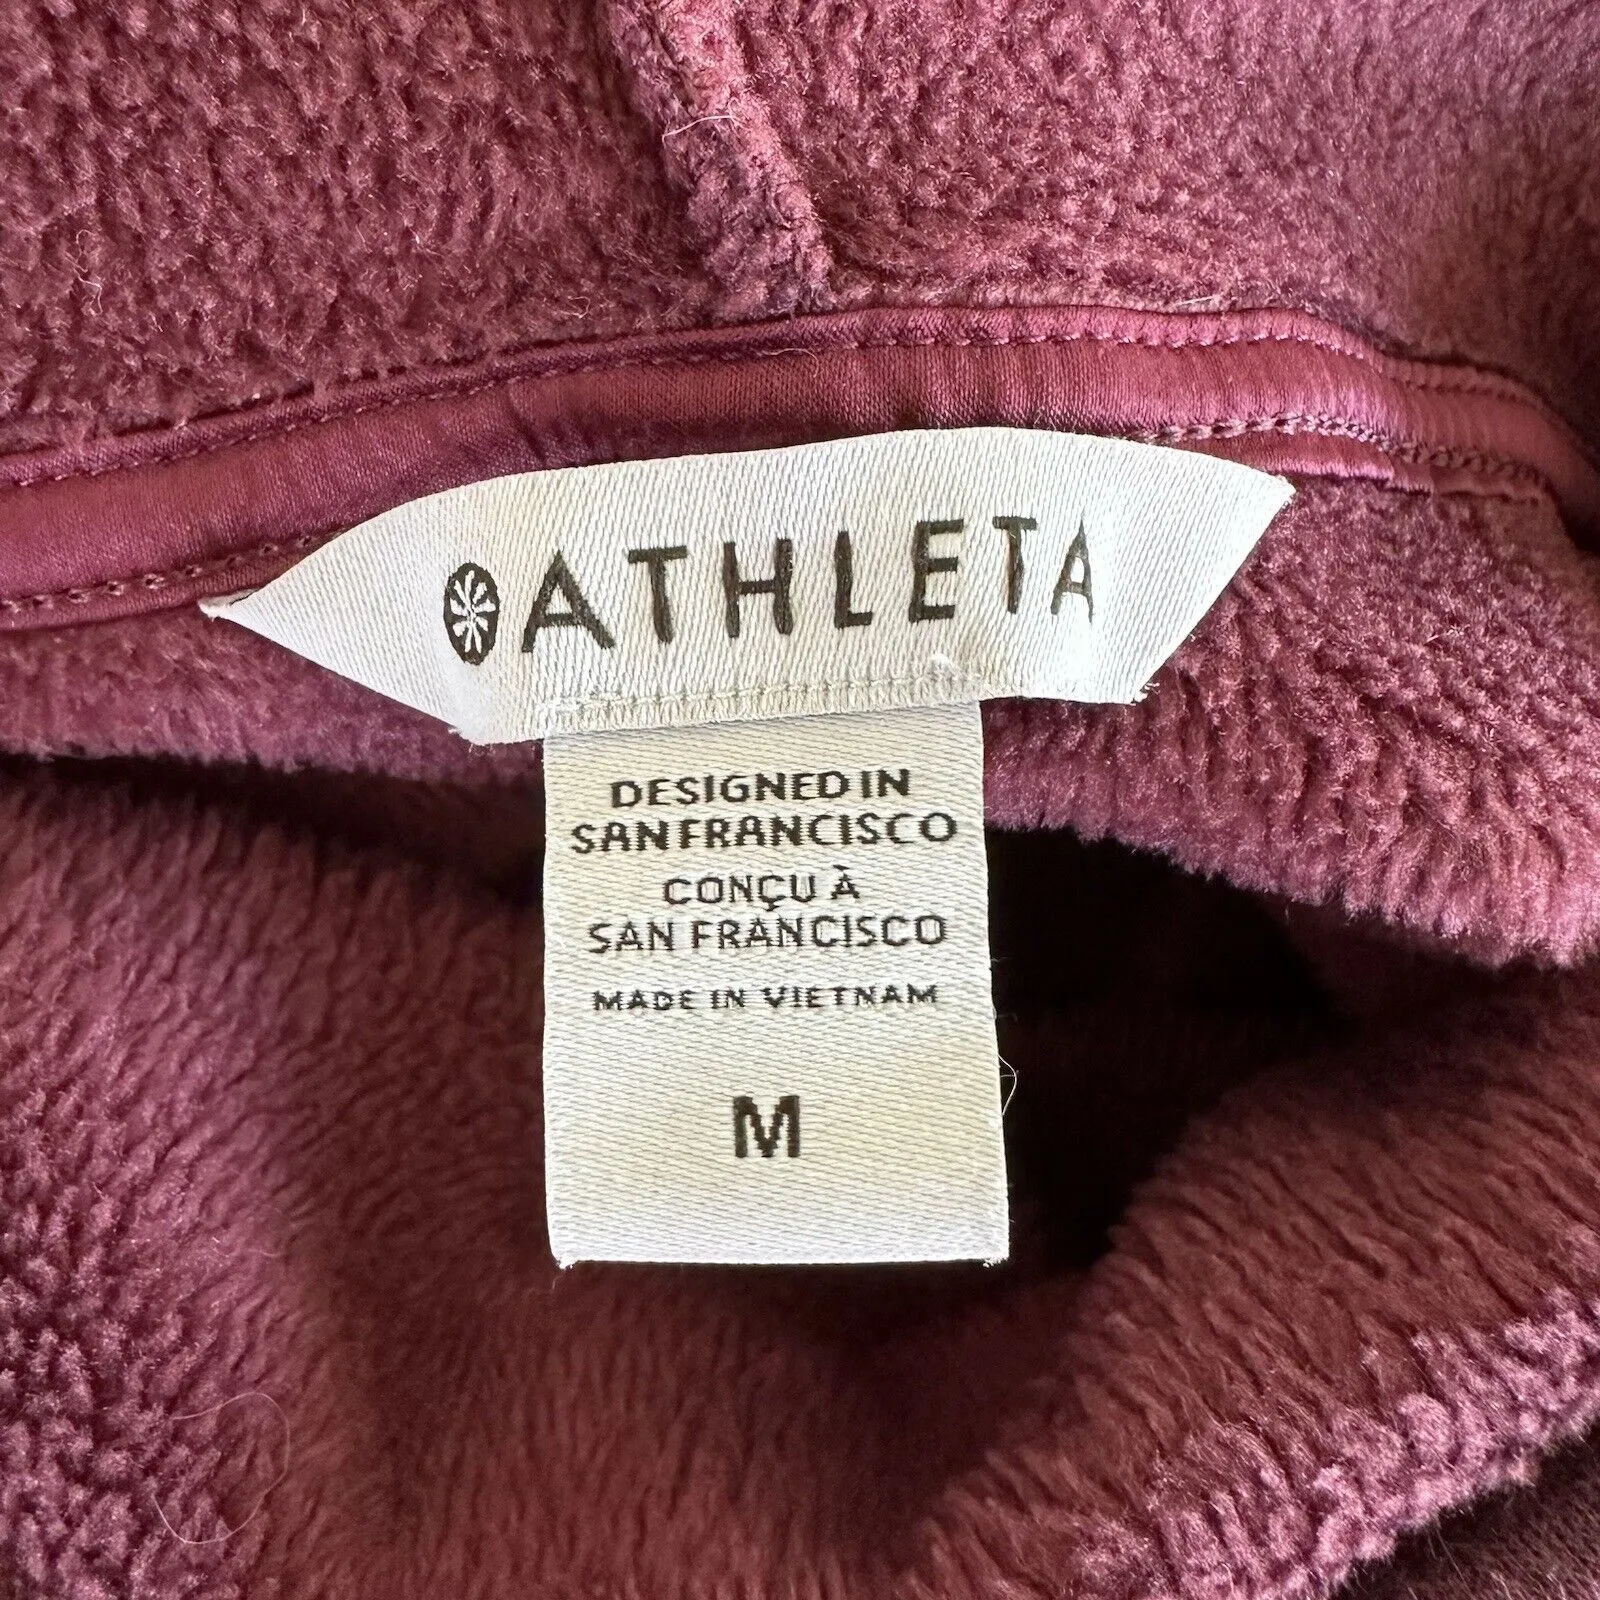 ATHLETA
DESIGNED IN
SAN FRANCISCO
CONÇU À
SAN FRANCISCO
MADE IN VIETNAM
M